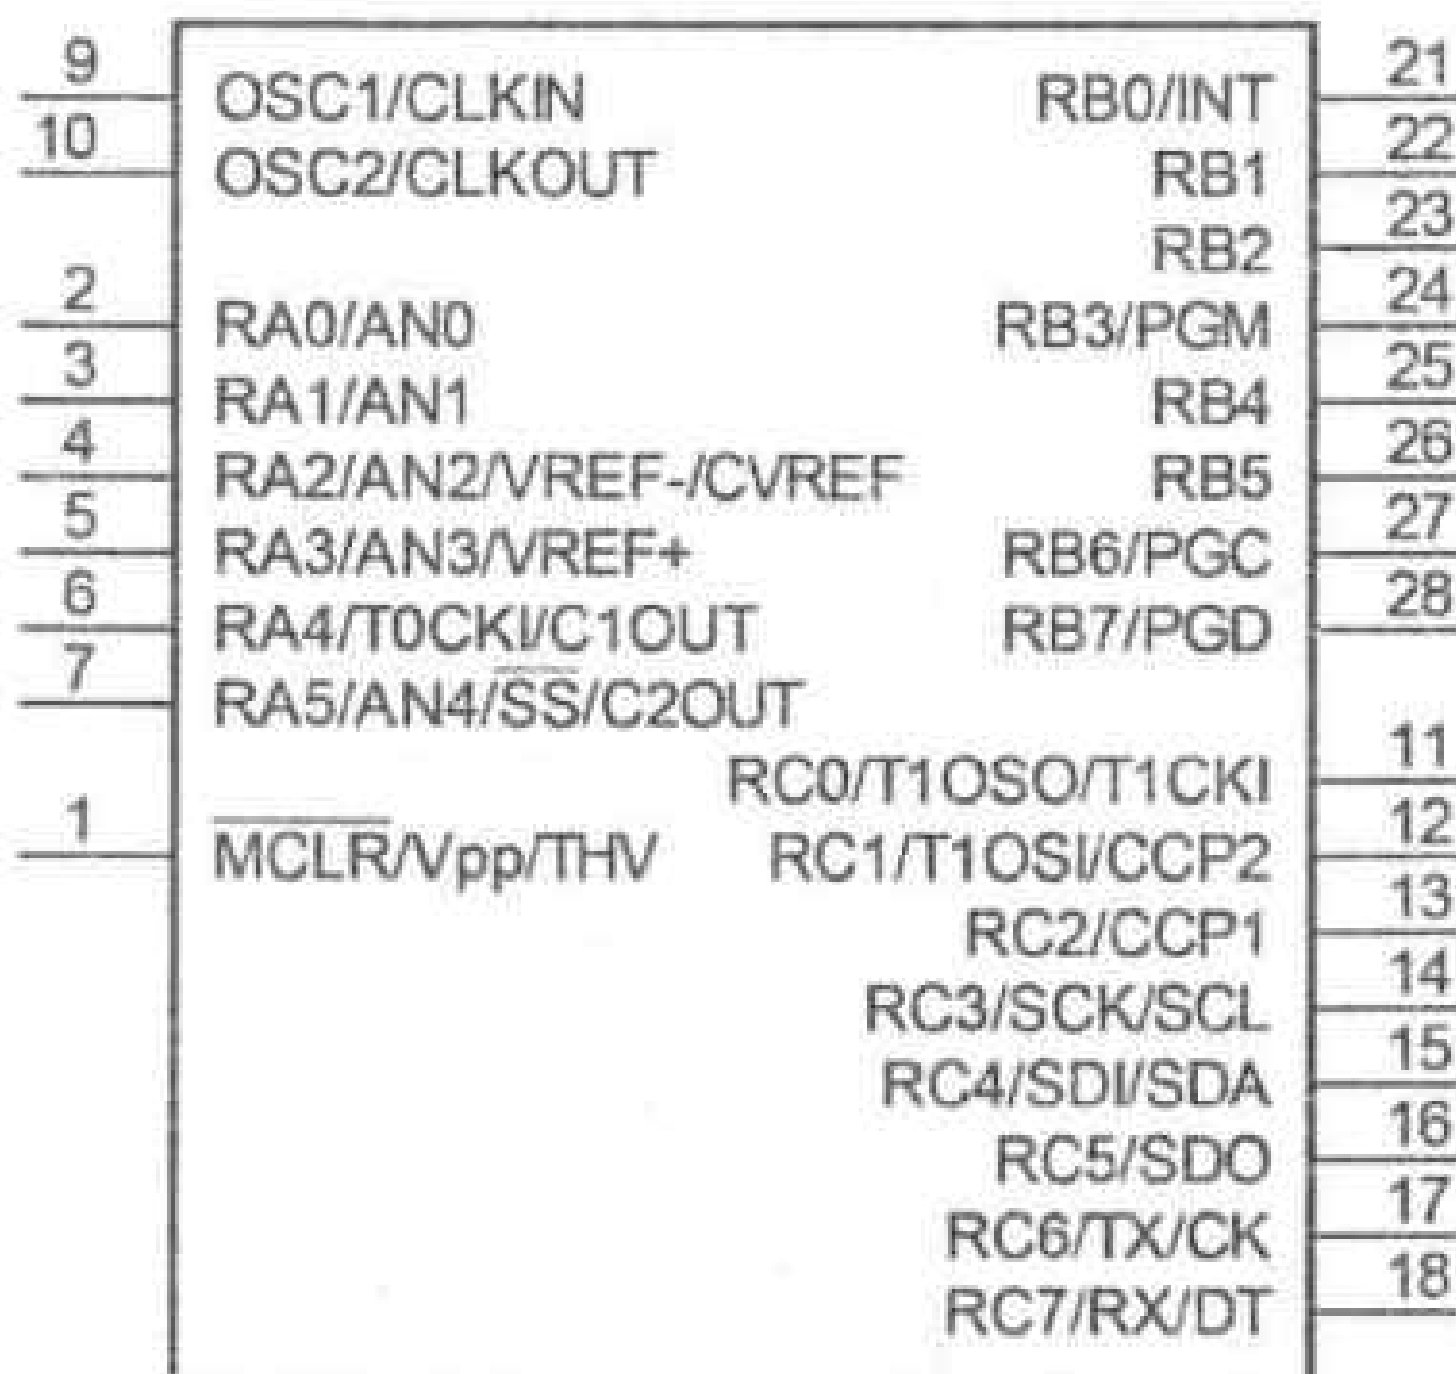 9 OSC1/CLKIN RB0/INT 21
10 OSC2/CLKOUT RB1 22
RB2 23
2 RA0/AN0 RB3/PGM 24
3 RA1/AN1 RB4 25
4 RA2/AN2/VREF-/CVREF RB5 26
5 RA3/AN3/VREF+ RB6/PGC 27
6 RA4/T0CKI/C1OUT RB7/PGD 28
7 RA5/AN4/S̅S̅/C2OUT
RC0/T1OSO/T1CKI 11
1 M̅C̅L̅R̅/Vpp/THV RC1/T1OSI/CCP2 12
RC2/CCP1 13
RC3/SCK/SCL 14
RC4/SDI/SDA 15
RC5/SDO 16
RC6/TX/CK 17
RC7/RX/DT 18